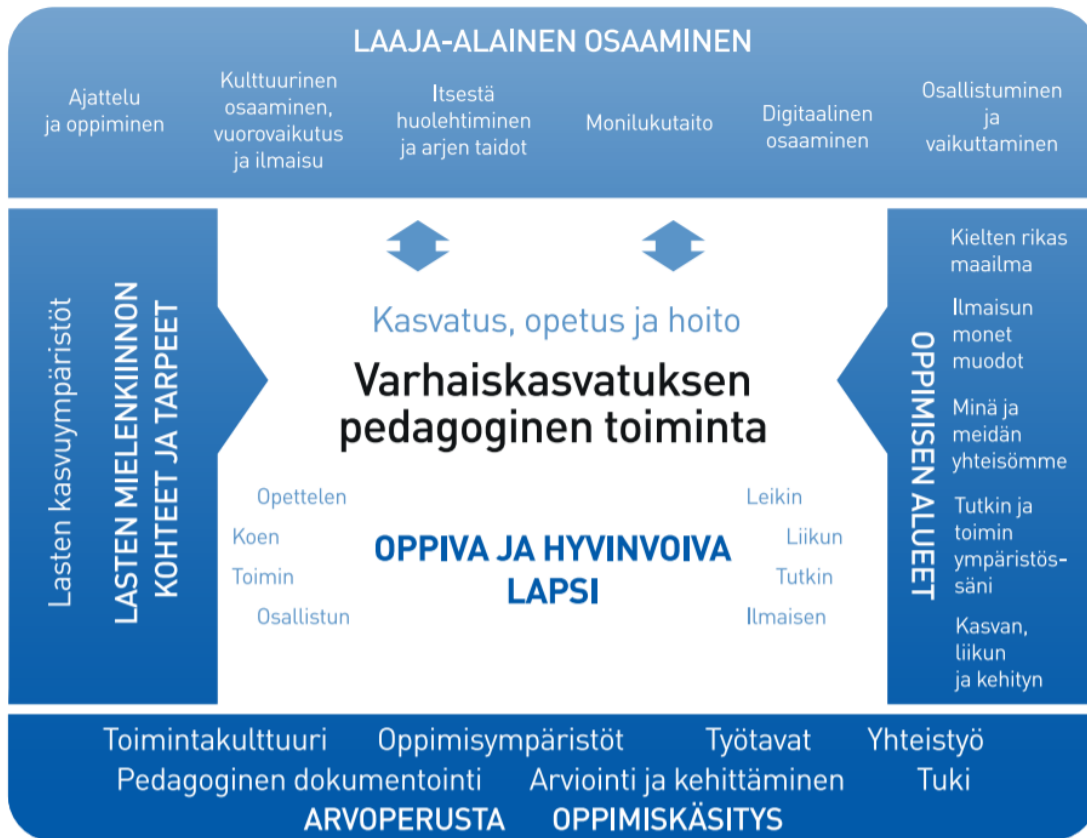 LAAJA-ALAINEN OSAAMINEN
Ajattelu
ja oppiminen
Kulttuurinen
osaaminen,
vuorovaikutus
ja ilmaisu
Itsestä
huolehtiminen
ja arjen taidot
Monilukutaito
Digitaalinen
osaaminen
Osallistuminen
ja
vaikuttaminen
Lasten kasvuympäristöt
LASTEN MIELENKIINNON
KOHTEET JA TARPEET
Kasvatus, opetus ja hoito
Varhaiskasvatuksen
pedagoginen toiminta
Opettelen
Koen
Toimin
Osallistun
OPPIVA JA HYVINVOIVA
LAPSI
Leikin
Liikun
Tutkin
Ilmaisen
OPPIMISEN ALUEET
Kielten rikas
maailma
Ilmaisun
monet
muodot
Minä ja
meidän
yhteisömme
Tutkin ja
toimin
ympäristös-
säni
Kasvan,
liikun
ja kehityn
Toimintakulttuuri Oppimisympäristöt Työtavat Yhteistyö
Pedagoginen dokumentointi Arviointi ja kehittäminen Tuki
ARVOPERUSTA OPPIMISKÄSITYS